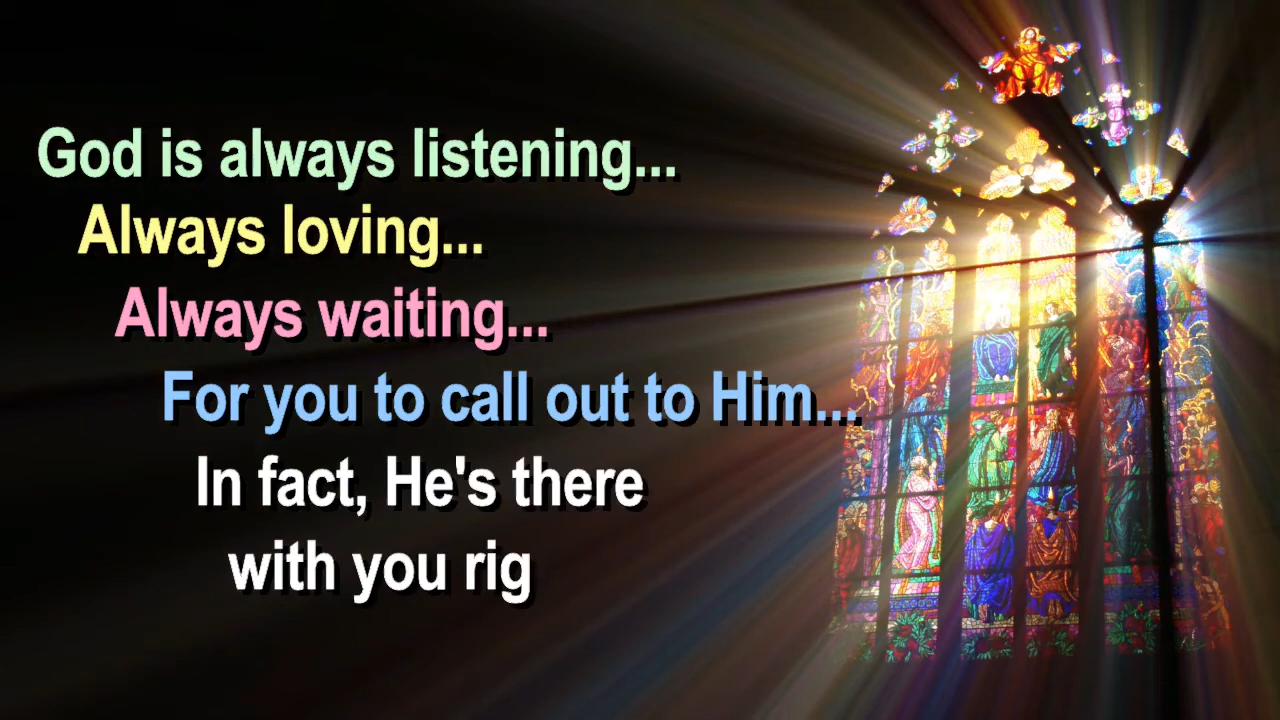 God is always listening...
Always loving...
Always waiting...
For you to call out to Him...
In fact, He's there
with you rig